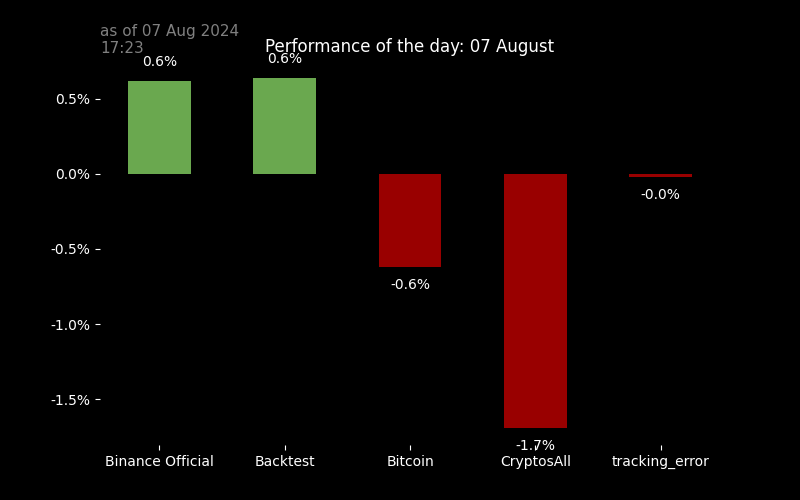 as of 07 Aug 2024
17:23
Performance of the day: 07 August
0.6%
0.6%
0.5%
0.0%
-0.0%
-0.5%
-0.6%
-1.0%
-1.5%
-1.7%
Binance Official
Backtest
Bitcoin
CryptosAll
tracking_error